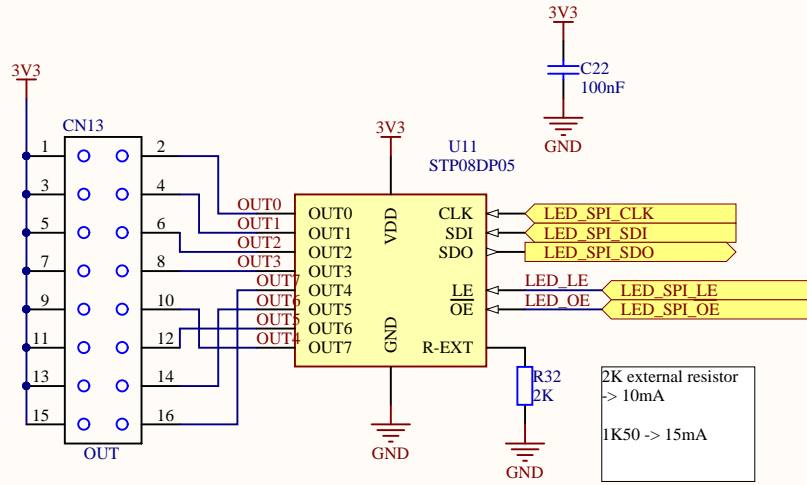 3V3
C22
100nF
GND
3V3
CN13
1
2
3
4
5
6
7
8
9
10
11
12
13
14
15
16
OUT
OUT0
OUT1
OUT2
OUT3
OUT7
OUT6
OUT5
OUT4
3V3
U11
STP08DP05
OUT0
OUT1
OUT2
OUT3
OUT4
OUT5
OUT6
OUT7
VDD
GND
CLK
SDI
SDO
LE
OE
R-EXT
LED_SPI_CLK
LED_SPI_SDI
LED_SPI_SDO
LED_LE
LED_SPI_LE
LED_OE
LED_SPI_OE
R32
2K
GND
GND
2K external resistor
-> 10mA
1K50 -> 15mA